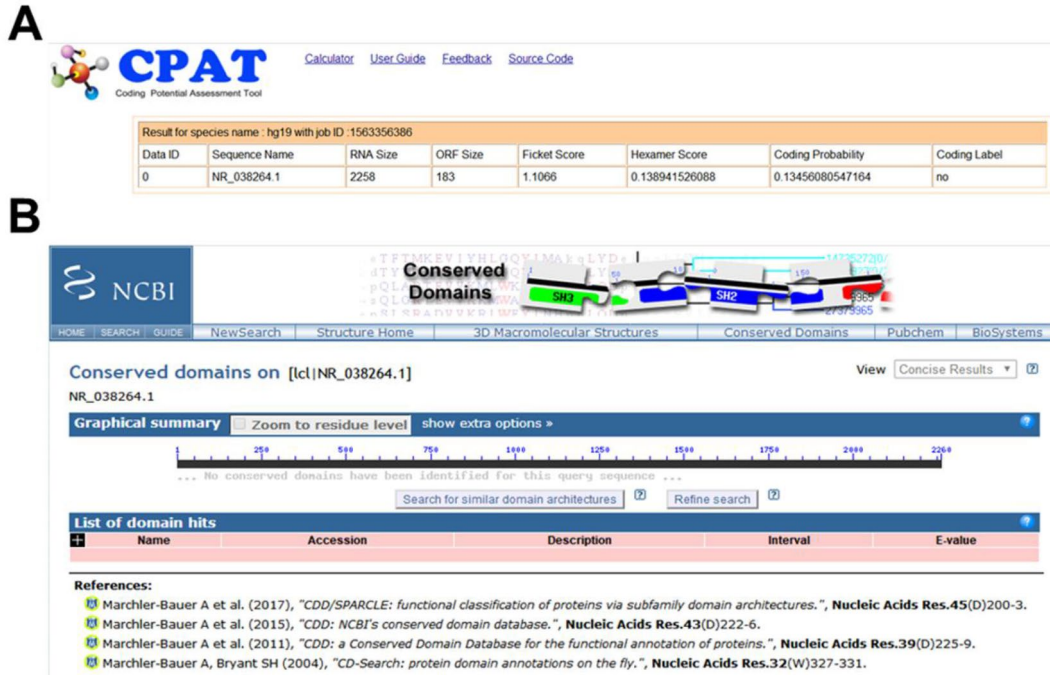 A
CPAT
Coding Potential Assessment Tool
Calculator User Guide Feedback Source Code
Result for species name : hg19 with job ID :1563356386
Data ID Sequence Name RNA Size ORF Size Ficket Score Hexamer Score Coding Probability Coding Label
0 NR_038264.1 2258 183 1.1066 0.138941526088 0.13456080547164 no
B
NCBI
Conserved
Domains
SH3 SH2
HOME SEARCH GUIDE NewSearch Structure Home 3D Macromolecular Structures Conserved Domains Pubchem BioSystems
Conserved domains on [lcl|NR_038264.1]
View Concise Results
NR_038264.1
Graphical summary Zoom to residue level show extra options »
1 250 500 750 1000 1250 1500 1750 2000 2260
... No conserved domains have been identified for this query sequence ...
Search for similar domain architectures Refine search
List of domain hits
Name Accession Description Interval E-value
References:
Marchler-Bauer A et al. (2017), "CDD/SPARCLE: functional classification of proteins via subfamily domain architectures.", Nucleic Acids Res.45(D)200-3.
Marchler-Bauer A et al. (2015), "CDD: NCBI's conserved domain database.", Nucleic Acids Res.43(D)222-6.
Marchler-Bauer A et al. (2011), "CDD: a Conserved Domain Database for the functional annotation of proteins.", Nucleic Acids Res.39(D)225-9.
Marchler-Bauer A, Bryant SH (2004), "CD-Search: protein domain annotations on the fly.", Nucleic Acids Res.32(W)327-331.